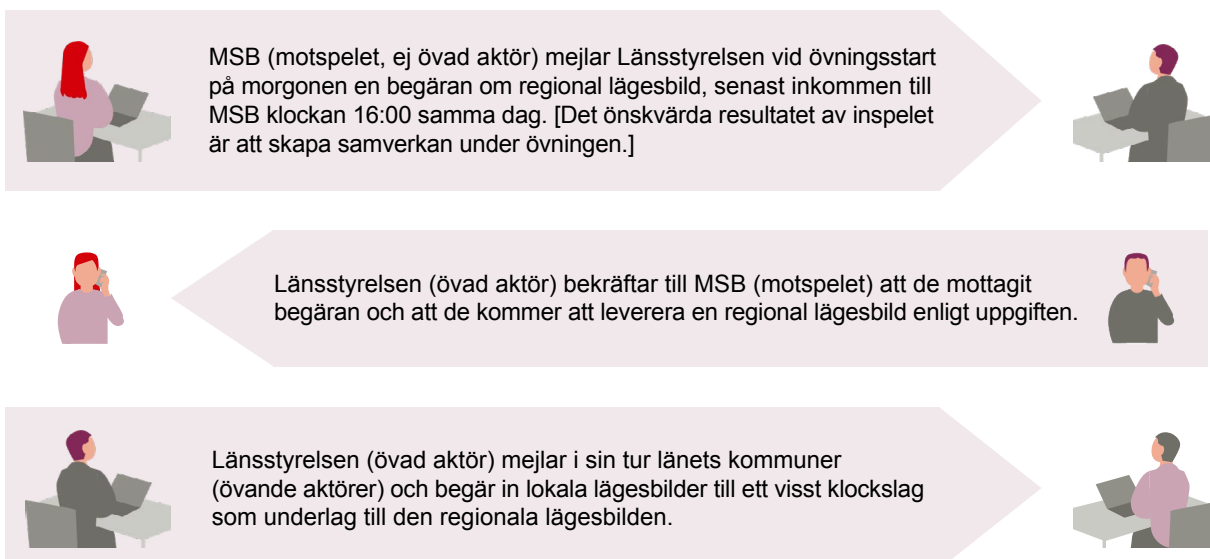 MSB (motspelet, ej övad aktör) mejlar Länsstyrelsen vid övningsstart
på morgonen en begäran om regional lägesbild, senast inkommen till
MSB klockan 16:00 samma dag. [Det önskvärda resultatet av inspelet
är att skapa samverkan under övningen.]
Länsstyrelsen (övad aktör) bekräftar till MSB (motspelet) att de mottagit
begäran och att de kommer att leverera en regional lägesbild enligt uppgiften.
Länsstyrelsen (övad aktör) mejlar i sin tur länets kommuner
(övande aktörer) och begär in lokala lägesbilder till ett visst klockslag
som underlag till den regionala lägesbilden.